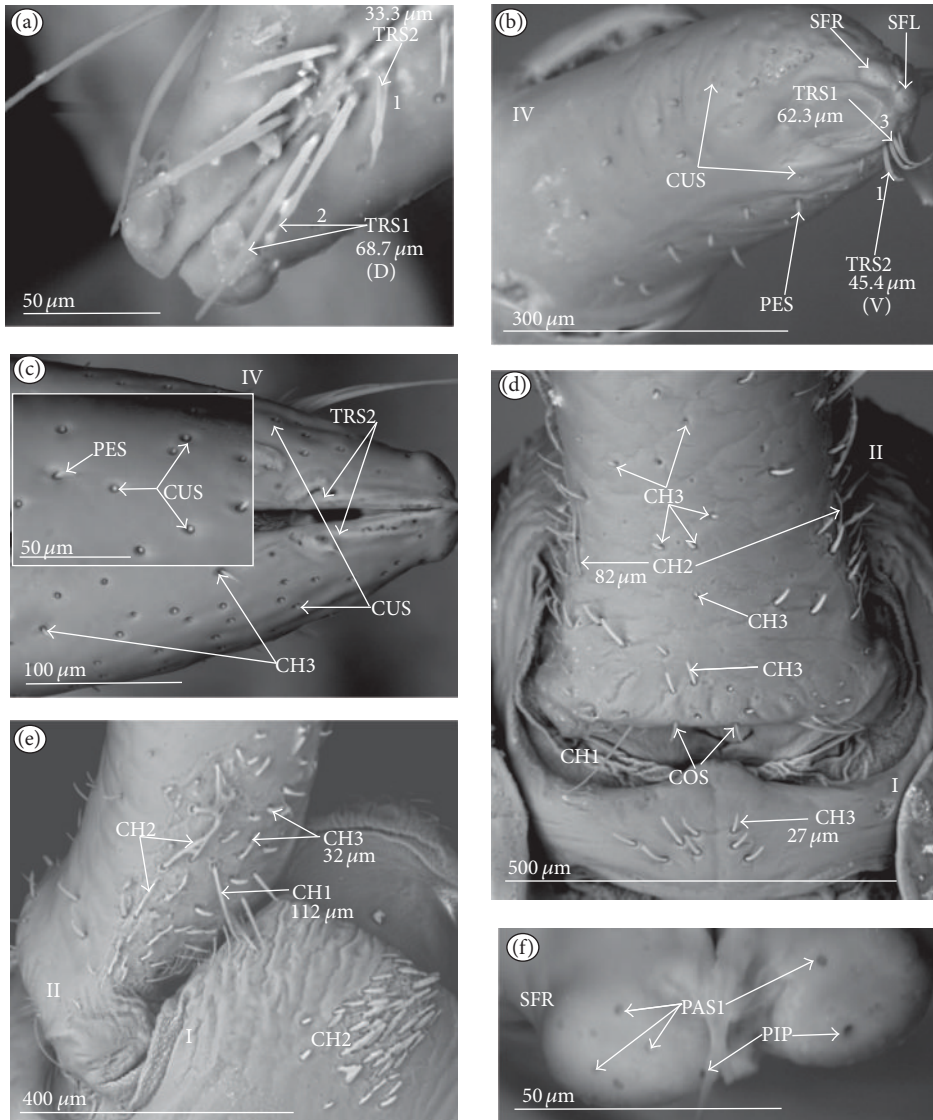 (a)
33.3 μm
TRS2
1
2
TRS1
68.7 μm
(D)
50 μm
(b)
SFR
SFL
IV
TRS1
62.3 μm
3
CUS
1
TRS2
45.4 μm
(V)
PES
300 μm
(c)
IV
TRS2
PES
CUS
50 μm
CUS
CH3
100 μm
(d)
II
CH3
CH2
82 μm
CH3
CH3
CH1
COS
I
CH3
27 μm
500 μm
(e)
CH2
CH3
32 μm
CH1
112 μm
II
I
CH2
400 μm
(f)
SFR
PAS1
PIP
50 μm